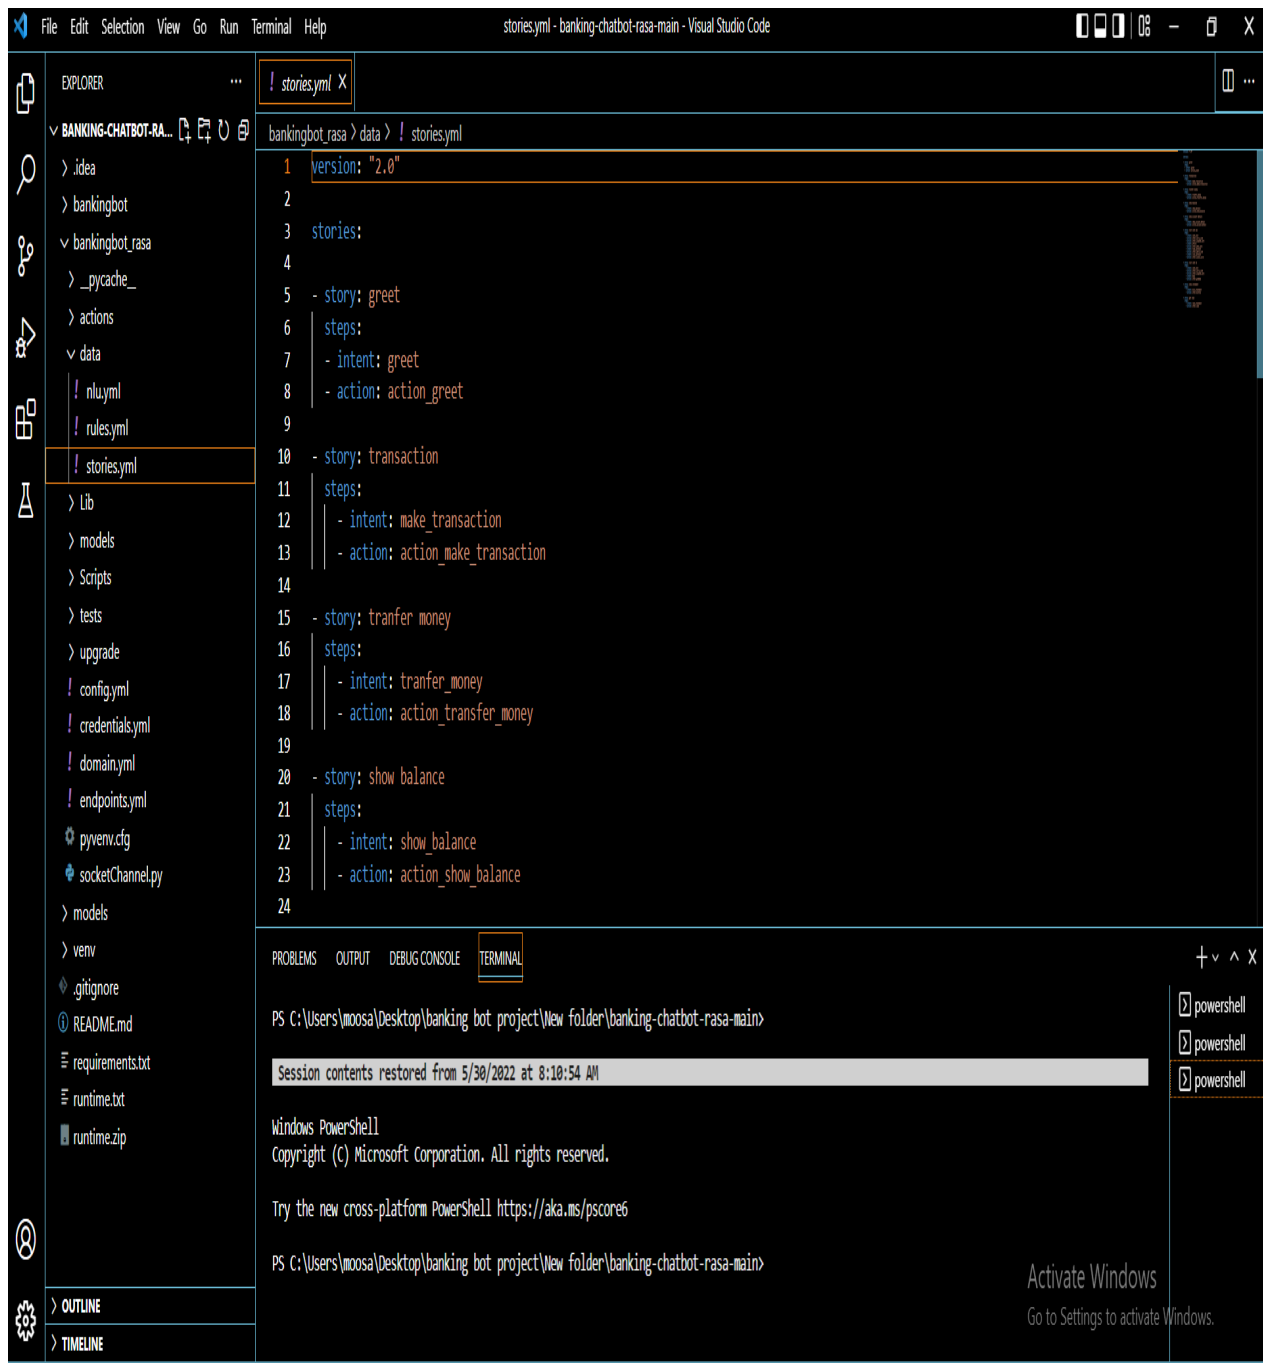 File Edit Selection View Go Run Terminal Help stories.yml - banking-chatbot-rasa-main - Visual Studio Code
EXPLORER
BANKING-CHATBOT-RA...
.idea
bankingbot
bankingbot_rasa
__pycache__
actions
data
nlu.yml
rules.yml
stories.yml
Lib
models
Scripts
tests
upgrade
config.yml
credentials.yml
domain.yml
endpoints.yml
pyvenv.cfg
socketChannel.py
models
venv
.gitignore
README.md
requirements.txt
runtime.txt
runtime.zip
OUTLINE
TIMELINE
! stories.yml
bankingbot_rasa > data > ! stories.yml
1 version: "2.0"
2
3 stories:
4
5 - story: greet
6 steps:
7 - intent: greet
8 - action: action_greet
9
10 - story: transaction
11 steps:
12 - intent: make_transaction
13 - action: action_make_transaction
14
15 - story: tranfer money
16 steps:
17 - intent: tranfer_money
18 - action: action_transfer_money
19
20 - story: show balance
21 steps:
22 - intent: show_balance
23 - action: action_show_balance
24
PROBLEMS OUTPUT DEBUG CONSOLE TERMINAL
PS C:\Users\moosa\Desktop\banking bot project\New folder\banking-chatbot-rasa-main>
Session contents restored from 5/30/2022 at 8:10:54 AM
Windows PowerShell
Copyright (C) Microsoft Corporation. All rights reserved.
Try the new cross-platform PowerShell https://aka.ms/pscore6
PS C:\Users\moosa\Desktop\banking bot project\New folder\banking-chatbot-rasa-main>
powershell
powershell
powershell
Activate Windows
Go to Settings to activate Windows.